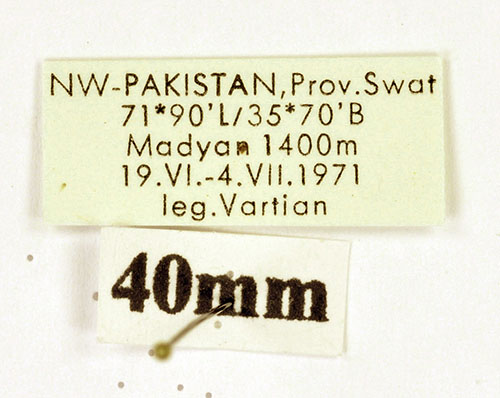 NW-PAKISTAN,Prov.Swat
71*90'L/35*70'B
Madyan 1400m
19.VI.-4.VII.1971
leg.Vartian
40mm